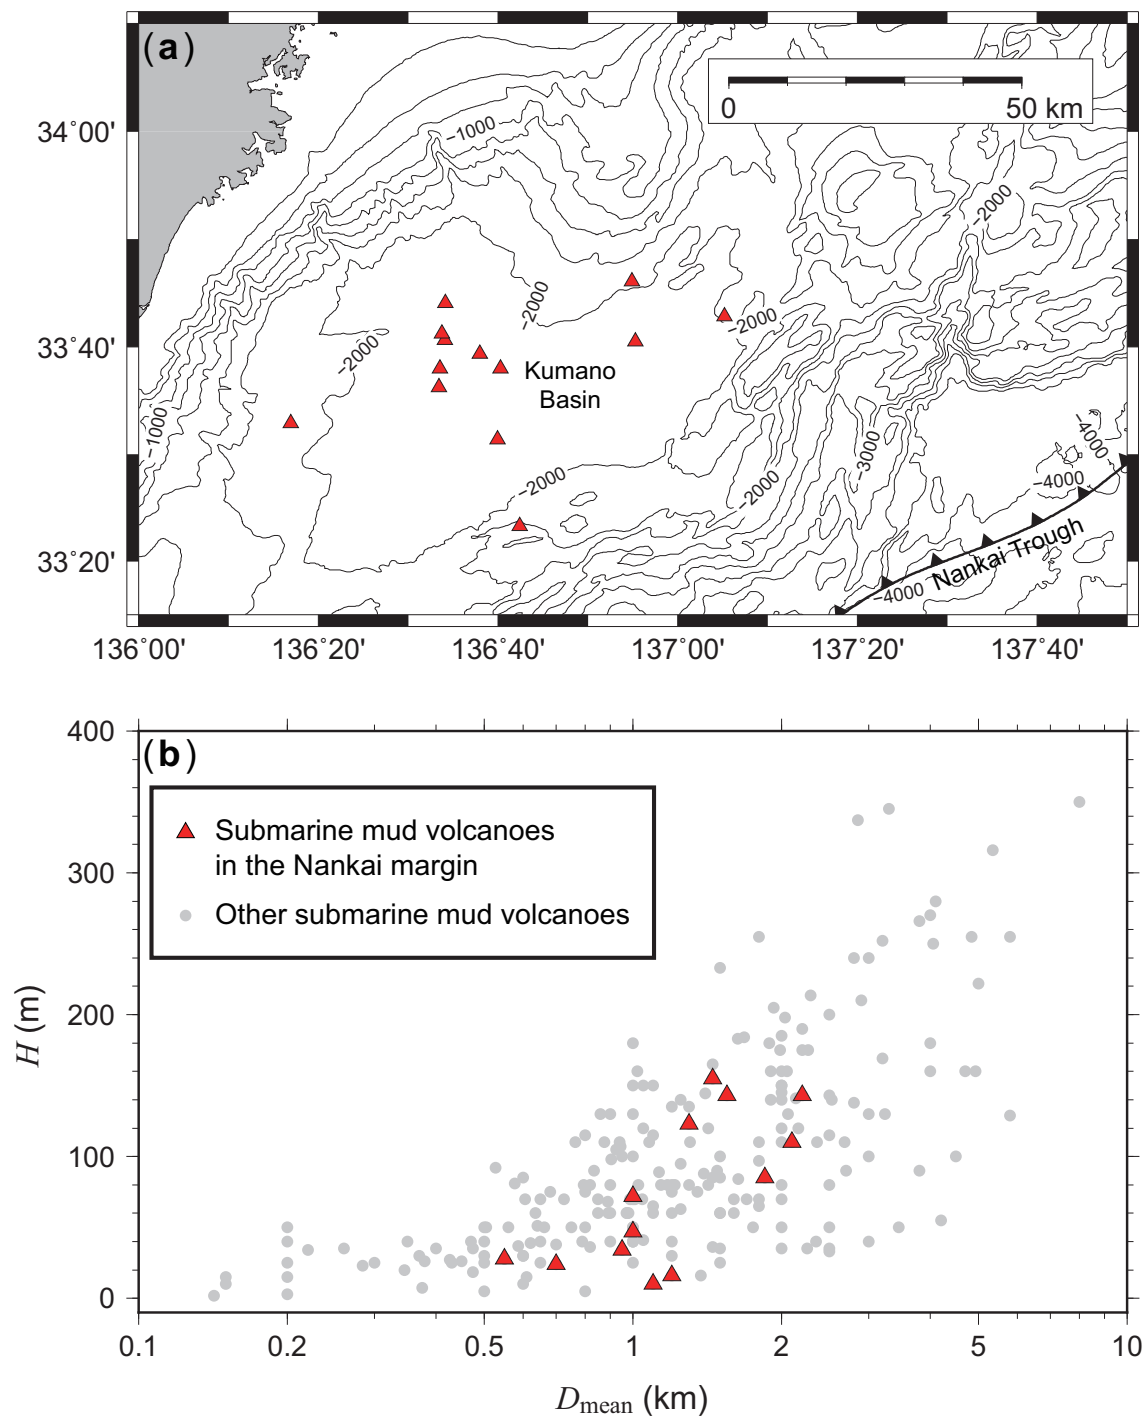 (a)
0 50 km
34°00'
33°40'
33°20'
−1000
−2000
−2000
−2000
−2000
Kumano
Basin
−1000
−2000
−2000
−3000
−4000
−4000
−4000
Nankai Trough
136°00' 136°20' 136°40' 137°00' 137°20' 137°40'
(b)
400
300
200
100
0
H (m)
Submarine mud volcanoes
in the Nankai margin
Other submarine mud volcanoes
0.1 0.2 0.5 1 2 5 10
Dmean (km)